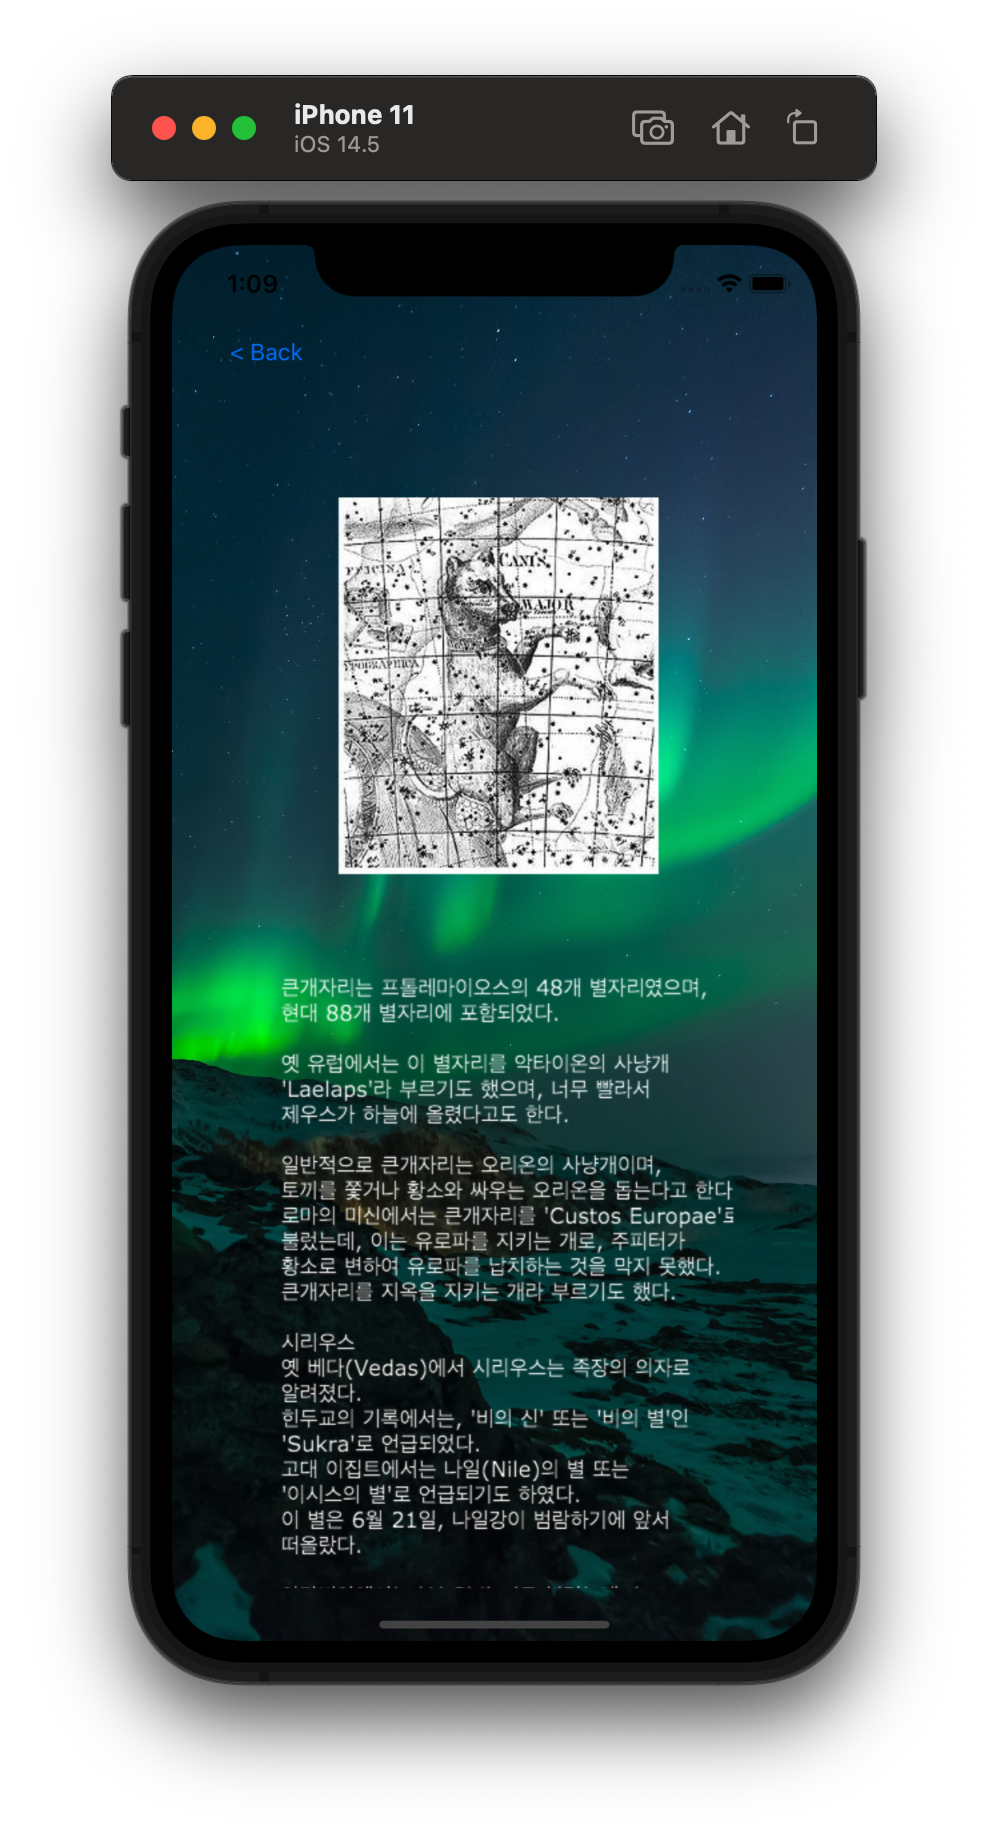 iPhone 11
iOS 14.5
1:09
< Back
CANIS
MAJOR
큰개자리는 프톨레마이오스의 48개 별자리였으며,
현대 88개 별자리에 포함되었다.
옛 유럽에서는 이 별자리를 악타이온의 사냥개
'Laelaps'라 부르기도 했으며, 너무 빨라서
제우스가 하늘에 올렸다고도 한다.
일반적으로 큰개자리는 오리온의 사냥개이며,
토끼를 쫓거나 황소와 싸우는 오리온을 돕는다고 한다
로마의 미신에서는 큰개자리를 'Custos Europae'
불렀는데, 이는 유로파를 지키는 개로, 주피터가
황소로 변하여 유로파를 납치하는 것을 막지 못했다.
큰개자리를 지옥을 지키는 개라 부르기도 했다.
시리우스
옛 베다(Vedas)에서 시리우스는 족장의 의자로
알려졌다.
힌두교의 기록에서는, '비의 신' 또는 '비의 별'인
'Sukra'로 언급되었다.
고대 이집트에서는 나일(Nile)의 별 또는
'이시스의 별'로 언급되기도 하였다.
이 별은 6월 21일, 나일강이 범람하기에 앞서
떠올랐다.